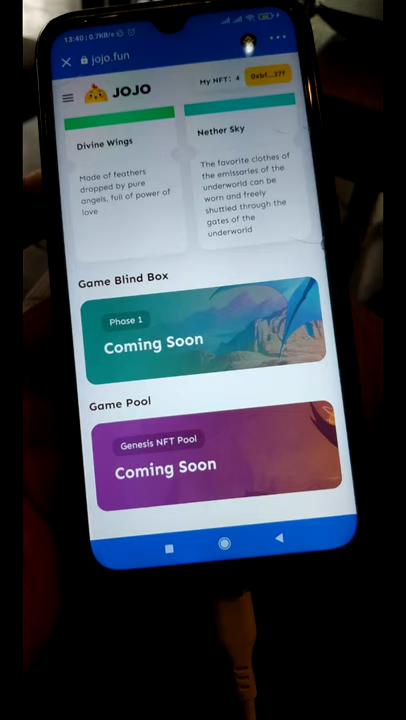 13:40 | 0.7KB/s
jojo.fun
JOJO
My NFT: 4
0xbf...37f
Divine Wings
Made of feathers
dropped by pure
angels, full of power of
love
Nether Sky
The favorite clothes of
the emissaries of the
underworld can be
worn and freely
shuttled through the
gates of the
underworld
Game Blind Box
Phase 1
Coming Soon
Game Pool
Genesis NFT Pool
Coming Soon